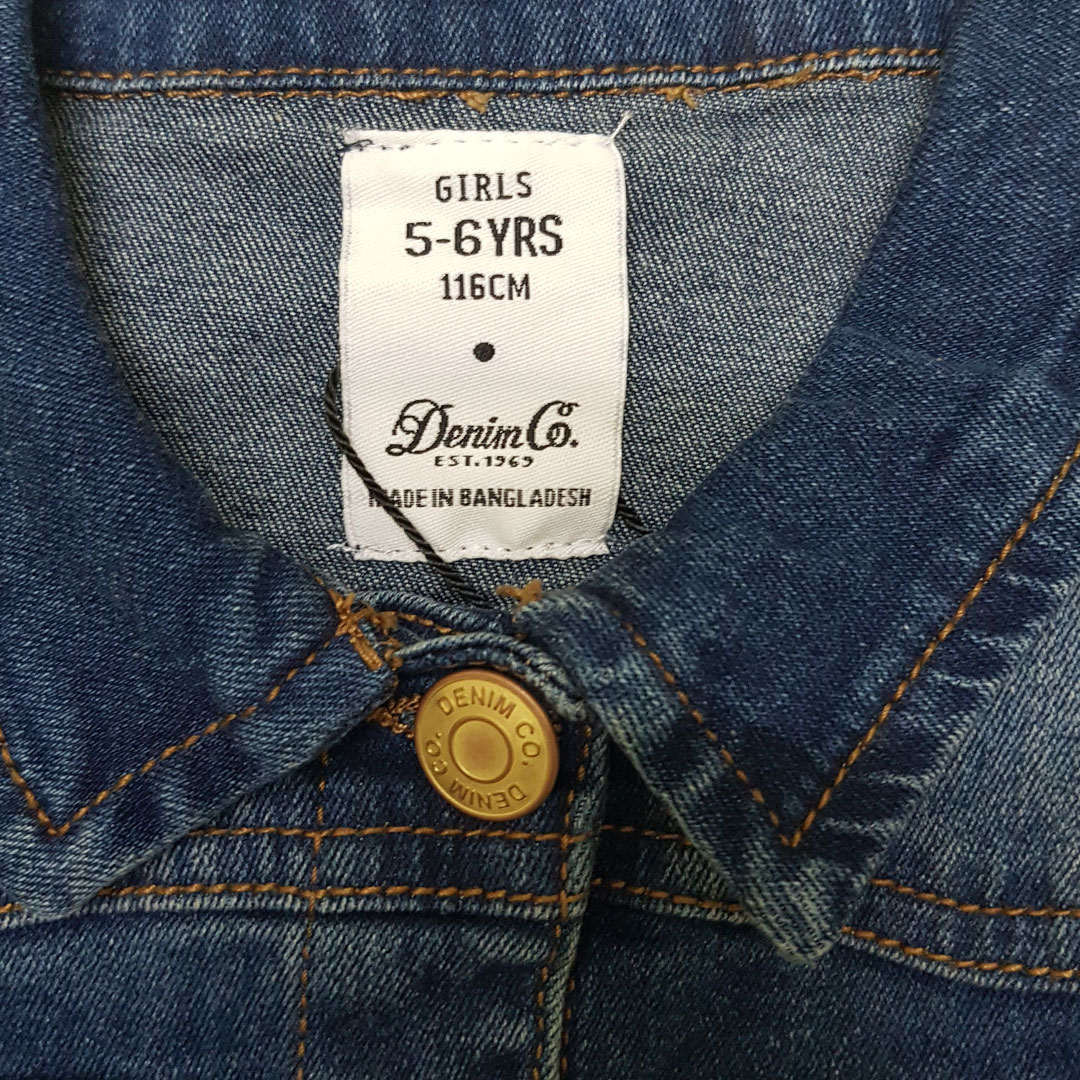 GIRLS
5-6YRS
116CM
Denim Co.
EST. 1969
MADE IN BANGLADESH
DENIM CO.
DENIM CO.